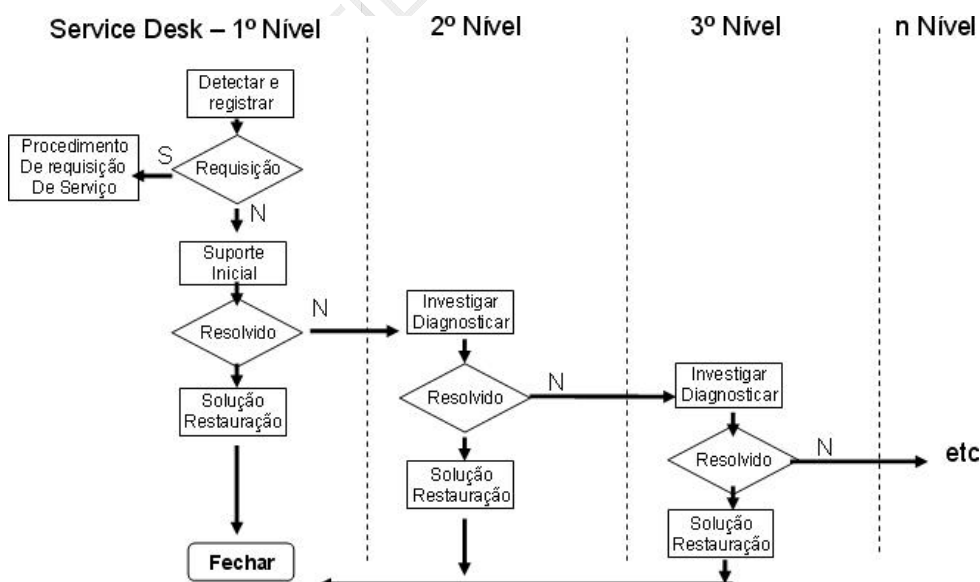 Service Desk – 1º Nível
2º Nível
3º Nível
n Nível
Detectar e
registrar
Procedimento
De requisição
De Serviço
S
Requisição
N
Suporte
Inicial
Resolvido
N
Investigar
Diagnosticar
Solução
Restauração
Resolvido
N
Investigar
Diagnosticar
Solução
Restauração
Resolvido
N
etc
Solução
Restauração
Fechar